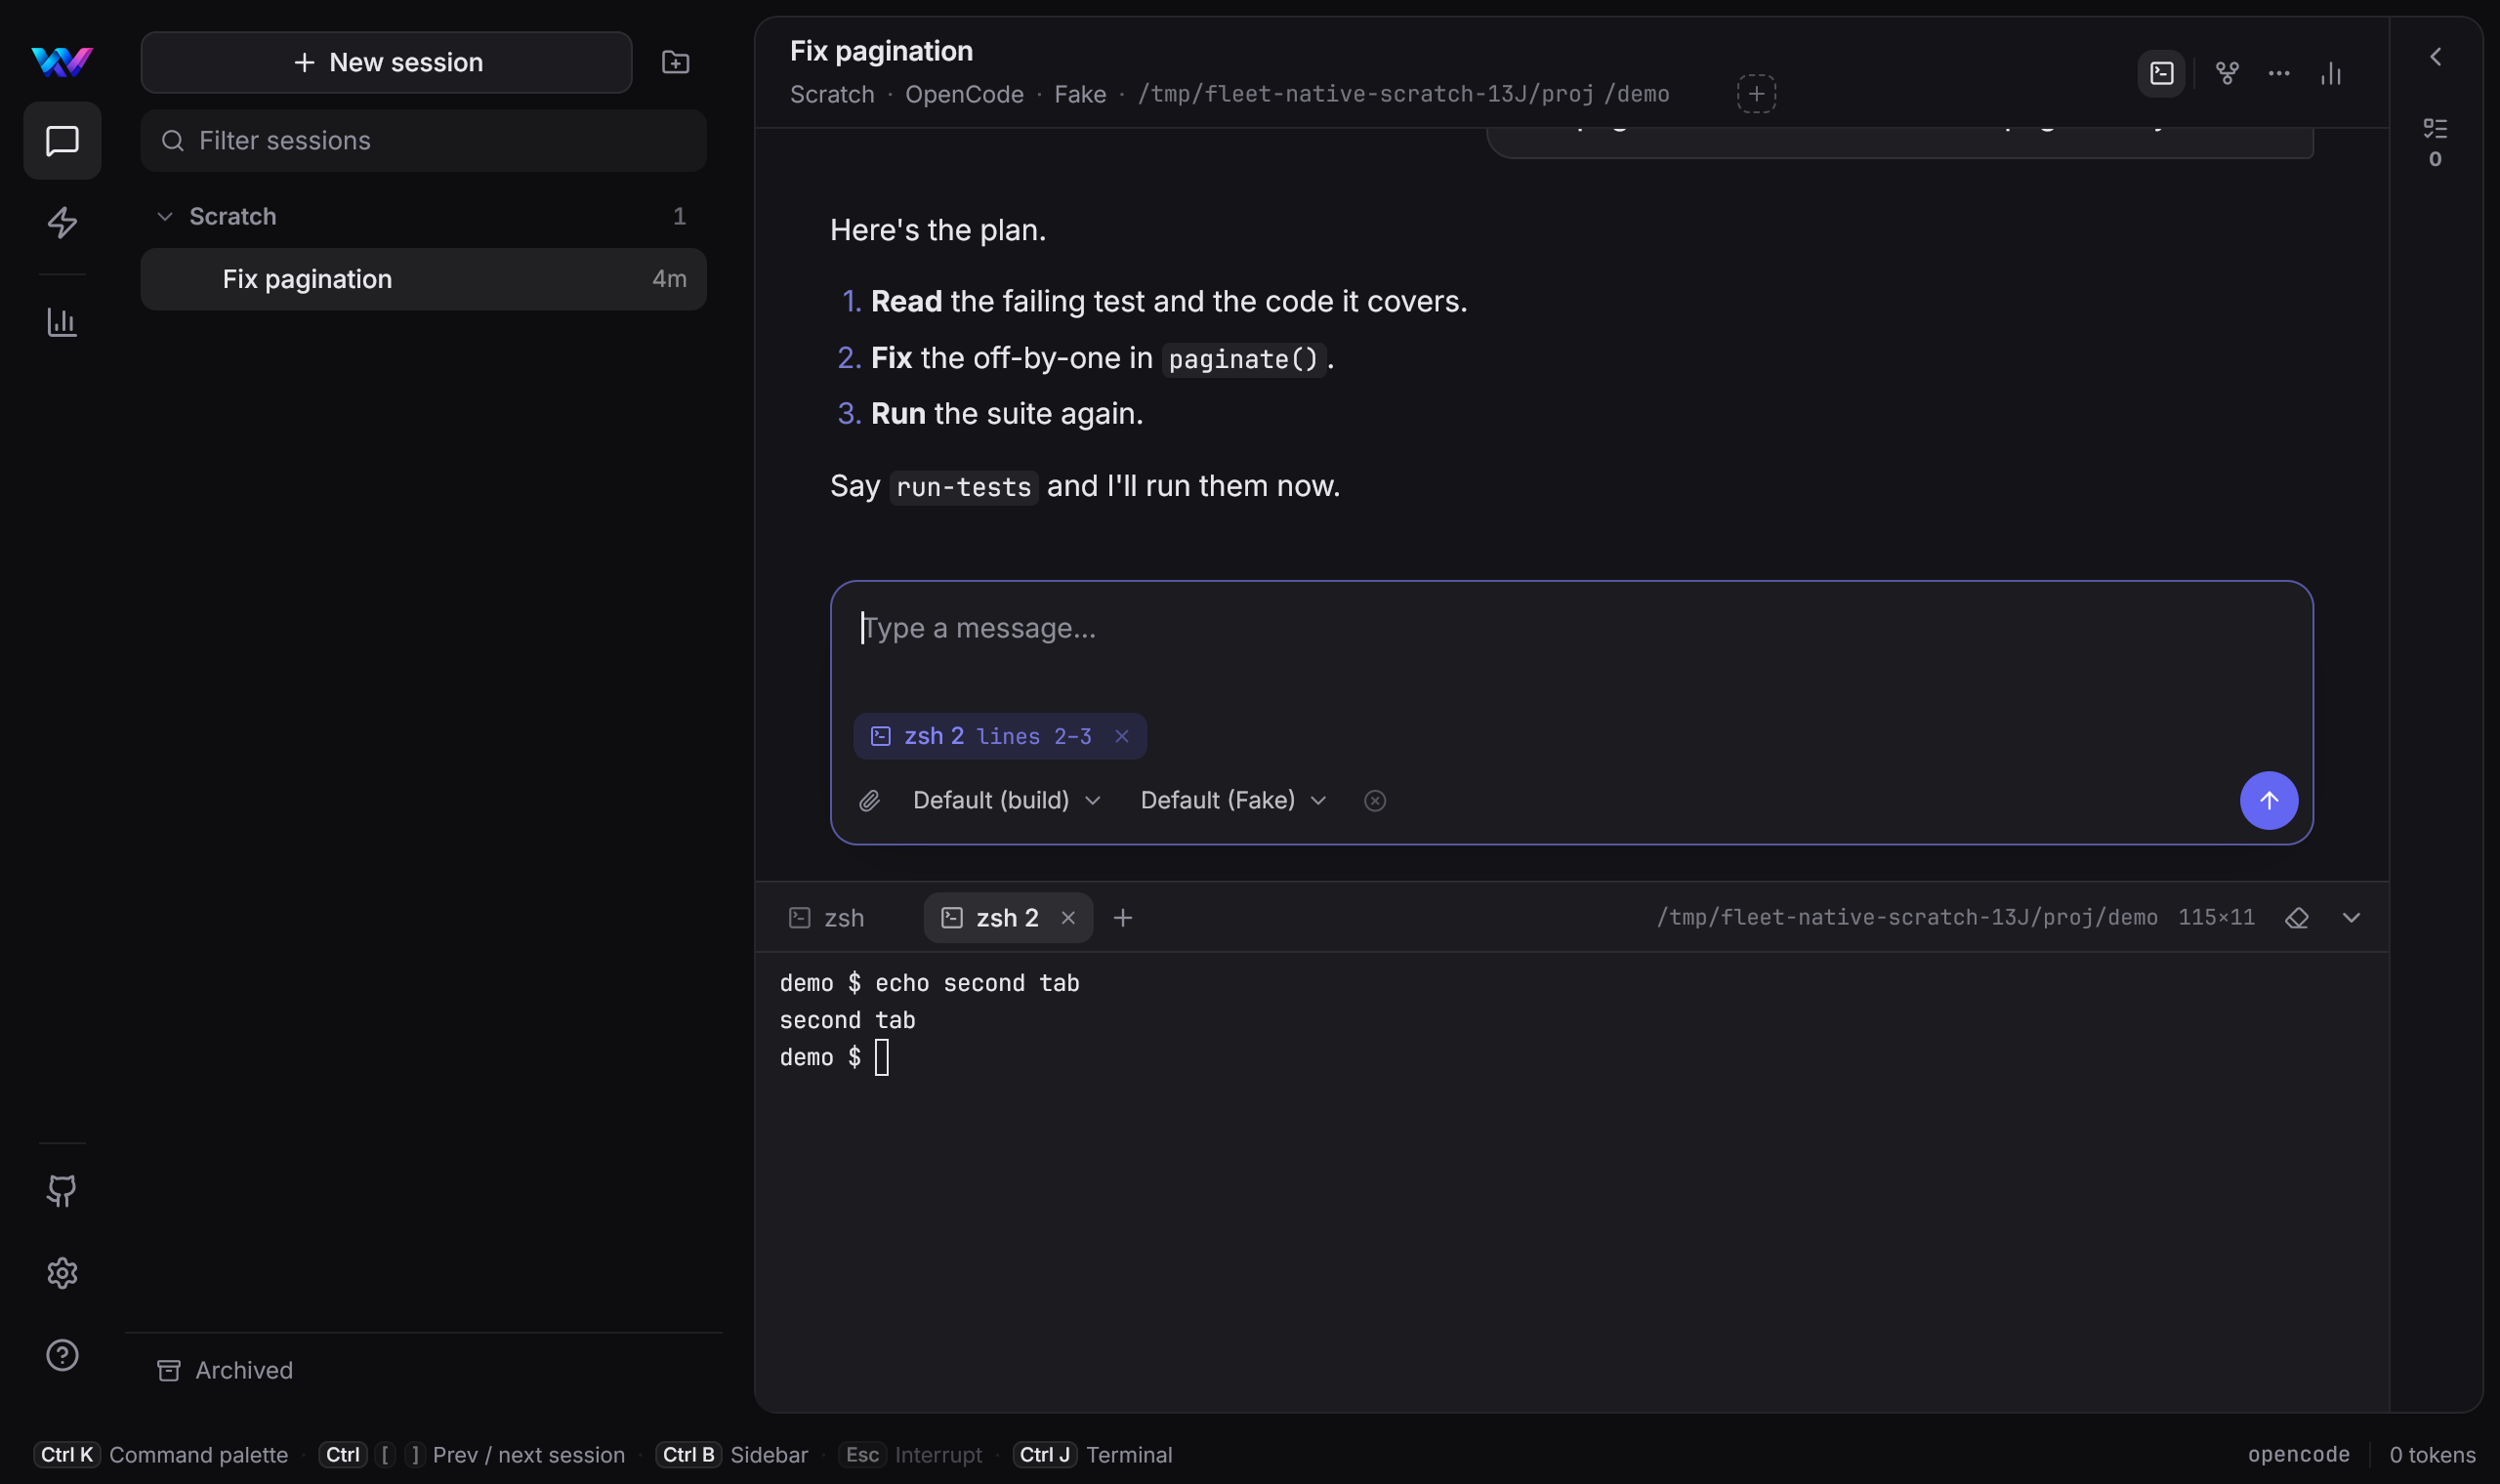 New session
Filter sessions
Scratch 1
Fix pagination 4m
Archived
Fix pagination
Scratch · OpenCode · Fake · /tmp/fleet-native-scratch-13J/proj /demo
0
Here's the plan.
1. Read the failing test and the code it covers.
2. Fix the off-by-one in paginate().
3. Run the suite again.
Say run-tests and I'll run them now.
Type a message...
zsh 2 lines 2–3
Default (build) Default (Fake)
zsh zsh 2 /tmp/fleet-native-scratch-13J/proj/demo 115×11
demo $ echo second tab
second tab
demo $
Ctrl K Command palette · Ctrl [ ] Prev / next session · Ctrl B Sidebar · Esc Interrupt · Ctrl J Terminal opencode 0 tokens